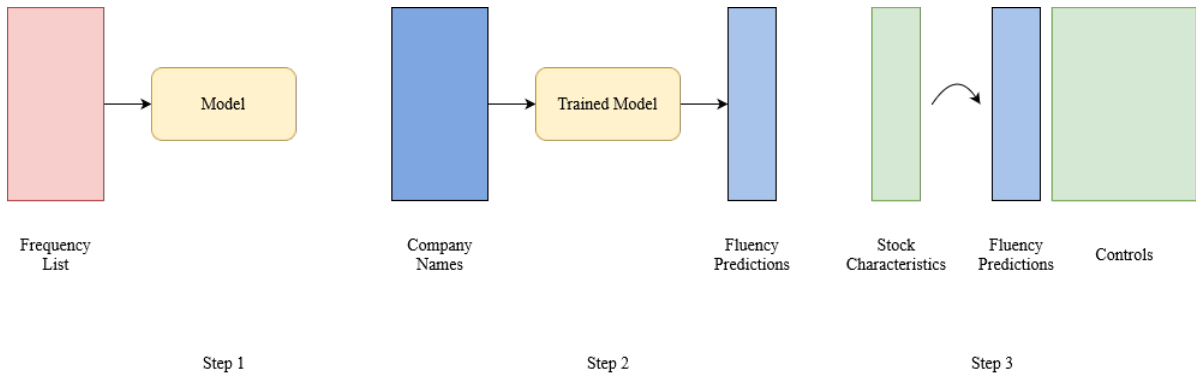 Model
Trained Model
Frequency
List
Company
Names
Fluency
Predictions
Stock
Characteristics
Fluency
Predictions
Controls
Step 1
Step 2
Step 3